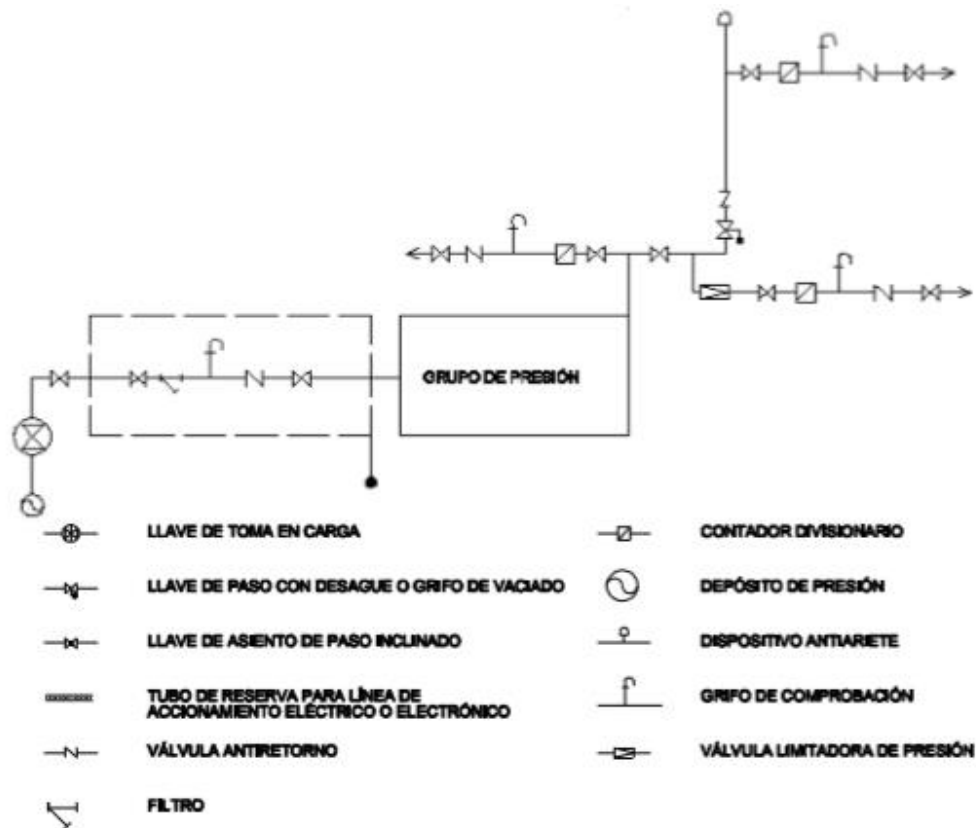 GRUPO DE PRESIÓN
LLAVE DE TOMA EN CARGA
LLAVE DE PASO CON DESAGUE O GRIFO DE VACIADO
LLAVE DE ASIENTO DE PASO INCLINADO
TUBO DE RESERVA PARA LÍNEA DE
ACCIONAMIENTO ELÉCTRICO O ELECTRÓNICO
VÁLVULA ANTIRETORNO
FILTRO
CONTADOR DIVISIONARIO
DEPÓSITO DE PRESIÓN
DISPOSITIVO ANTIARIETE
GRIFO DE COMPROBACIÓN
VÁLVULA LIMITADORA DE PRESIÓN